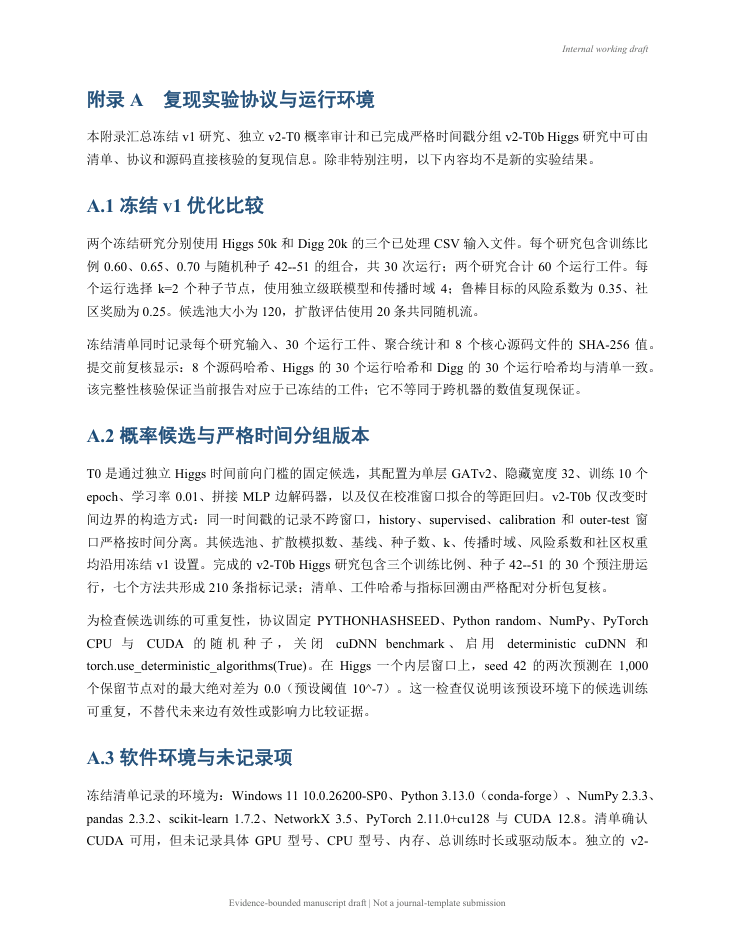 Internal working draft
附录 A 复现实验协议与运行环境
本附录汇总冻结 v1 研究、独立 v2-T0 概率审计和已完成严格时间戳分组 v2-T0b Higgs 研究中可由
清单、协议和源码直接核验的复现信息。除非特别注明，以下内容均不是新的实验结果。
A.1 冻结 v1 优化比较
两个冻结研究分别使用 Higgs 50k 和 Digg 20k 的三个已处理 CSV 输入文件。每个研究包含训练比
例 0.60、0.65、0.70 与随机种子 42--51 的组合，共 30 次运行；两个研究合计 60 个运行工件。每
个运行选择 k=2 个种子节点，使用独立级联模型和传播时域 4；鲁棒目标的风险系数为 0.35、社
区奖励为 0.25。候选池大小为 120，扩散评估使用 20 条共同随机流。
冻结清单同时记录每个研究输入、30 个运行工件、聚合统计和 8 个核心源码文件的 SHA-256 值。
提交前复核显示：8 个源码哈希、Higgs 的 30 个运行哈希和 Digg 的 30 个运行哈希均与清单一致。
该完整性核验保证当前报告对应于已冻结的工件；它不等同于跨机器的数值复现保证。
A.2 概率候选与严格时间分组版本
T0 是通过独立 Higgs 时间前向门槛的固定候选，其配置为单层 GATv2、隐藏宽度 32、训练 10 个
epoch、学习率 0.01、拼接 MLP 边解码器，以及仅在校准窗口拟合的等距回归。v2-T0b 仅改变时
间边界的构造方式：同一时间戳的记录不跨窗口，history、supervised、calibration 和 outer-test 窗
口严格按时间分离。其候选池、扩散模拟数、基线、种子数、k、传播时域、风险系数和社区权重
均沿用冻结 v1 设置。完成的 v2-T0b Higgs 研究包含三个训练比例、种子 42--51 的 30 个预注册运
行，七个方法共形成 210 条指标记录；清单、工件哈希与指标回溯由严格配对分析包复核。
为检查候选训练的可重复性，协议固定 PYTHONHASHSEED、Python random、NumPy、PyTorch
CPU 与 CUDA 的随机种子，关闭 cuDNN benchmark、启用 deterministic cuDNN 和
torch.use_deterministic_algorithms(True)。在 Higgs 一个内层窗口上，seed 42 的两次预测在 1,000
个保留节点对的最大绝对差为 0.0（预设阈值 10^-7）。这一检查仅说明该预设环境下的候选训练
可重复，不替代未来边有效性或影响力比较证据。
A.3 软件环境与未记录项
冻结清单记录的环境为：Windows 11 10.0.26200-SP0、Python 3.13.0（conda-forge）、NumPy 2.3.3、
pandas 2.3.2、scikit-learn 1.7.2、NetworkX 3.5、PyTorch 2.11.0+cu128 与 CUDA 12.8。清单确认
CUDA 可用，但未记录具体 GPU 型号、CPU 型号、内存、总训练时长或驱动版本。独立的 v2-
Evidence-bounded manuscript draft | Not a journal-template submission